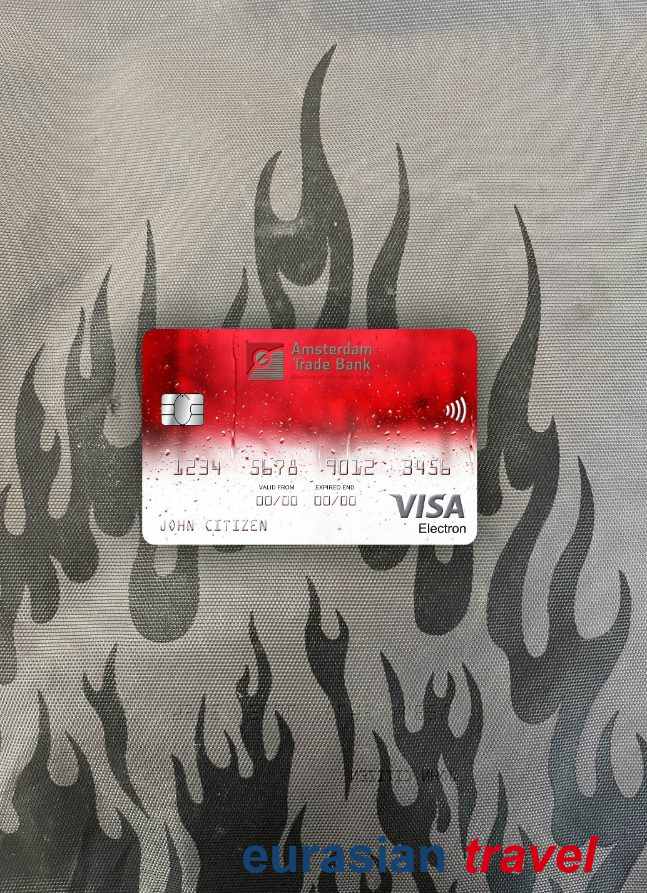 Amsterdam
Trade Bank
1234 5678 9012 3456
VALID FROM EXPIRED END
00/00 00/00
VISA
Electron
J0HN CITIZEN
eurasian travel